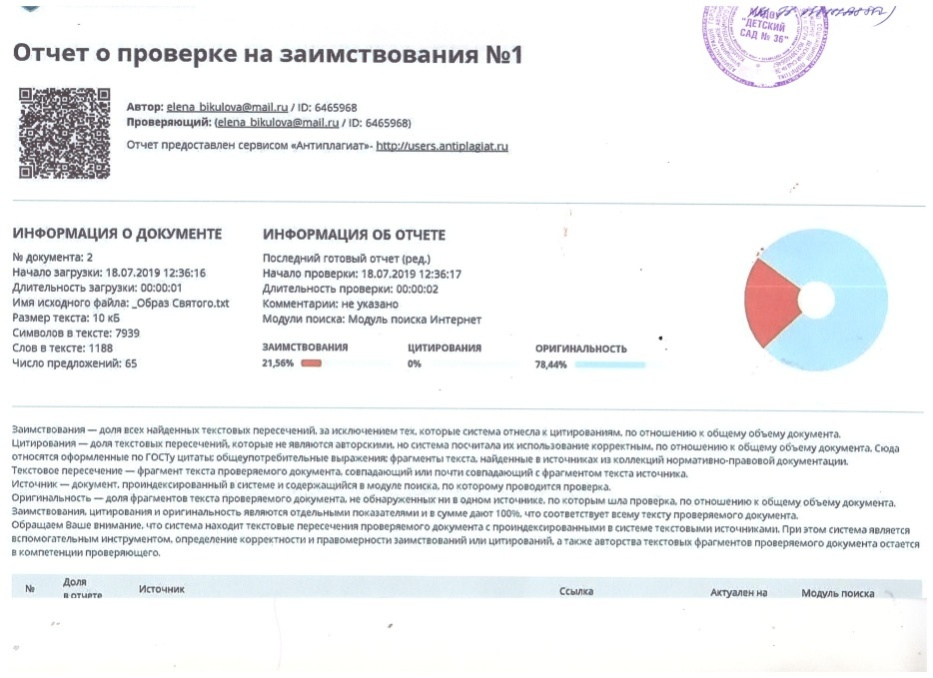 "ДЕТСКИЙ
САД № 36"
Отчет о проверке на заимствования №1
Автор: elena_bikulova@mail.ru / ID: 6465968
Проверяющий: (elena_bikulova@mail.ru / ID: 6465968)
Отчет предоставлен сервисом «Антиплагиат»- http://users.antiplagiat.ru
ИНФОРМАЦИЯ О ДОКУМЕНТЕ
№ документа: 2
Начало загрузки: 18.07.2019 12:36:16
Длительность загрузки: 00:00:01
Имя исходного файла: _Образ Святого.txt
Размер текста: 10 кБ
Символов в тексте: 7939
Слов в тексте: 1188
Число предложений: 65
ИНФОРМАЦИЯ ОБ ОТЧЕТЕ
Последний готовый отчет (ред.)
Начало проверки: 18.07.2019 12:36:17
Длительность проверки: 00:00:02
Комментарии: не указано
Модули поиска: Модуль поиска Интернет
ЗАИМСТВОВАНИЯ ЦИТИРОВАНИЯ ОРИГИНАЛЬНОСТЬ
21,56% 0% 78,44%
Заимствования — доля всех найденных текстовых пересечений, за исключением тех, которые система отнесла к цитированиям, по отношению к общему объему документа.
Цитирования — доля текстовых пересечений, которые не являются авторскими, но система посчитала их использование корректным, по отношению к общему объему документа. Сюда
относятся оформленные по ГОСТу цитаты; общеупотребительные выражения; фрагменты текста, найденные в источниках из коллекций нормативно-правовой документации.
Текстовое пересечение — фрагмент текста проверяемого документа, совпадающий или почти совпадающий с фрагментом текста источника.
Источник — документ, проиндексированный в системе и содержащийся в модуле поиска, по которому проводится проверка.
Оригинальность — доля фрагментов текста проверяемого документа, не обнаруженных ни в одном источнике, по которым шла проверка, по отношению к общему объему документа.
Заимствования, цитирования и оригинальность являются отдельными показателями и в сумме дают 100%, что соответствует всему тексту проверяемого документа.
Обращаем Ваше внимание, что система находит текстовые пересечения проверяемого документа с проиндексированными в системе текстовыми источниками. При этом система является
вспомогательным инструментом, определение корректности и правомерности заимствований или цитирований, а также авторства текстовых фрагментов проверяемого документа остается
в компетенции проверяющего.
№ Доля в отчете Источник Ссылка Актуален на Модуль поиска